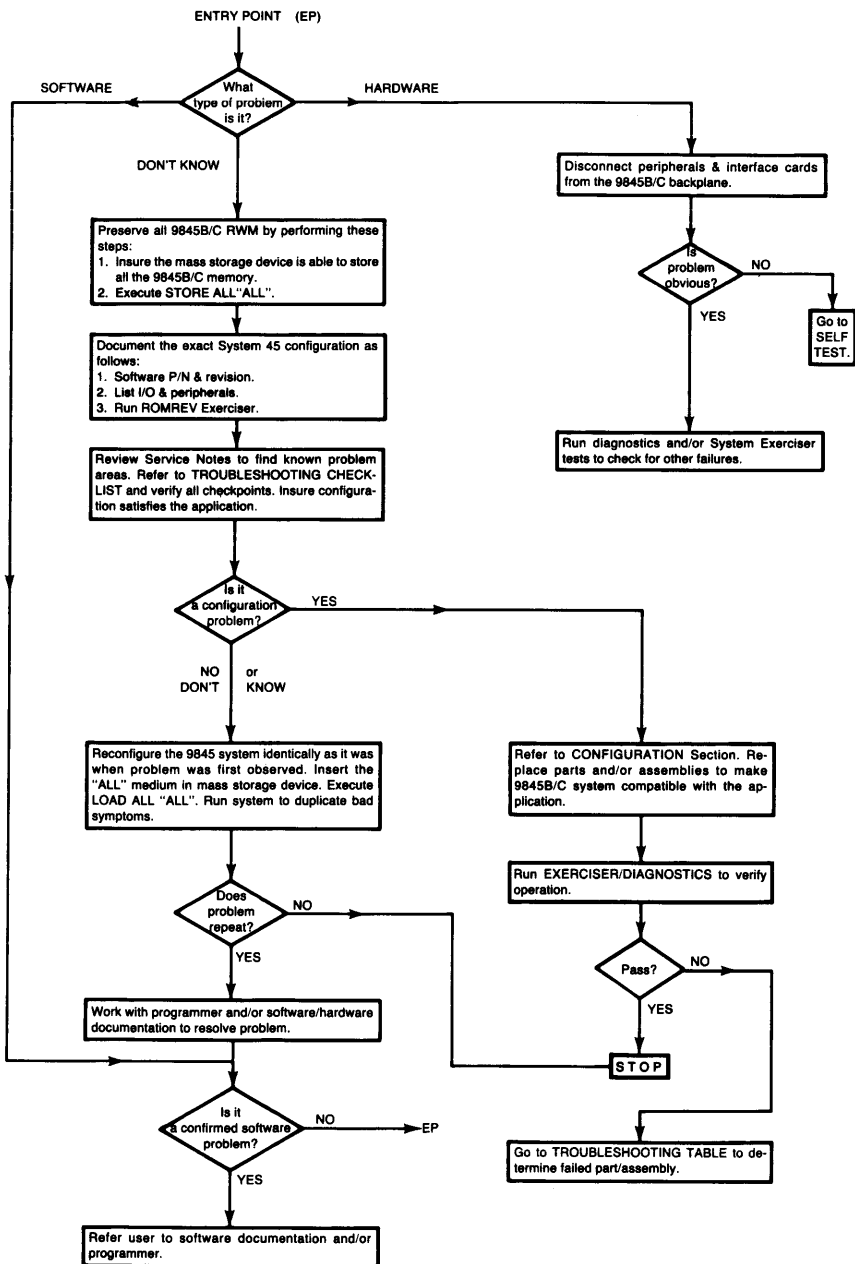 ENTRY POINT (EP)
What
type of problem
is it?
SOFTWARE
HARDWARE
DON'T KNOW
Disconnect peripherals & interface cards
from the 9845B/C backplane.
Is
problem
obvious?
NO
YES
Go to
SELF
TEST.
Run diagnostics and/or System Exerciser
tests to check for other failures.
Preserve all 9845B/C RWM by performing these
steps:
1. Insure the mass storage device is able to store
all the 9845B/C memory.
2. Execute STORE ALL"ALL".
Document the exact System 45 configuration as
follows:
1. Software P/N & revision.
2. List I/O & peripherals.
3. Run ROMREV Exerciser.
Review Service Notes to find known problem
areas. Refer to TROUBLESHOOTING CHECK-
LIST and verify all checkpoints. Insure configura-
tion satisfies the application.
Is it
a configuration
problem?
YES
NO or
DON'T KNOW
Reconfigure the 9845 system identically as it was
when problem was first observed. Insert the
"ALL" medium in mass storage device. Execute
LOAD ALL "ALL". Run system to duplicate bad
symptoms.
Does
problem
repeat?
NO
YES
Work with programmer and/or software/hardware
documentation to resolve problem.
Is it
a confirmed software
problem?
NO
EP
YES
Refer user to software documentation and/or
programmer.
Refer to CONFIGURATION Section. Re-
place parts and/or assemblies to make
9845B/C system compatible with the ap-
plication.
Run EXERCISER/DIAGNOSTICS to verify
operation.
Pass?
NO
YES
STOP
Go to TROUBLESHOOTING TABLE to de-
termine failed part/assembly.